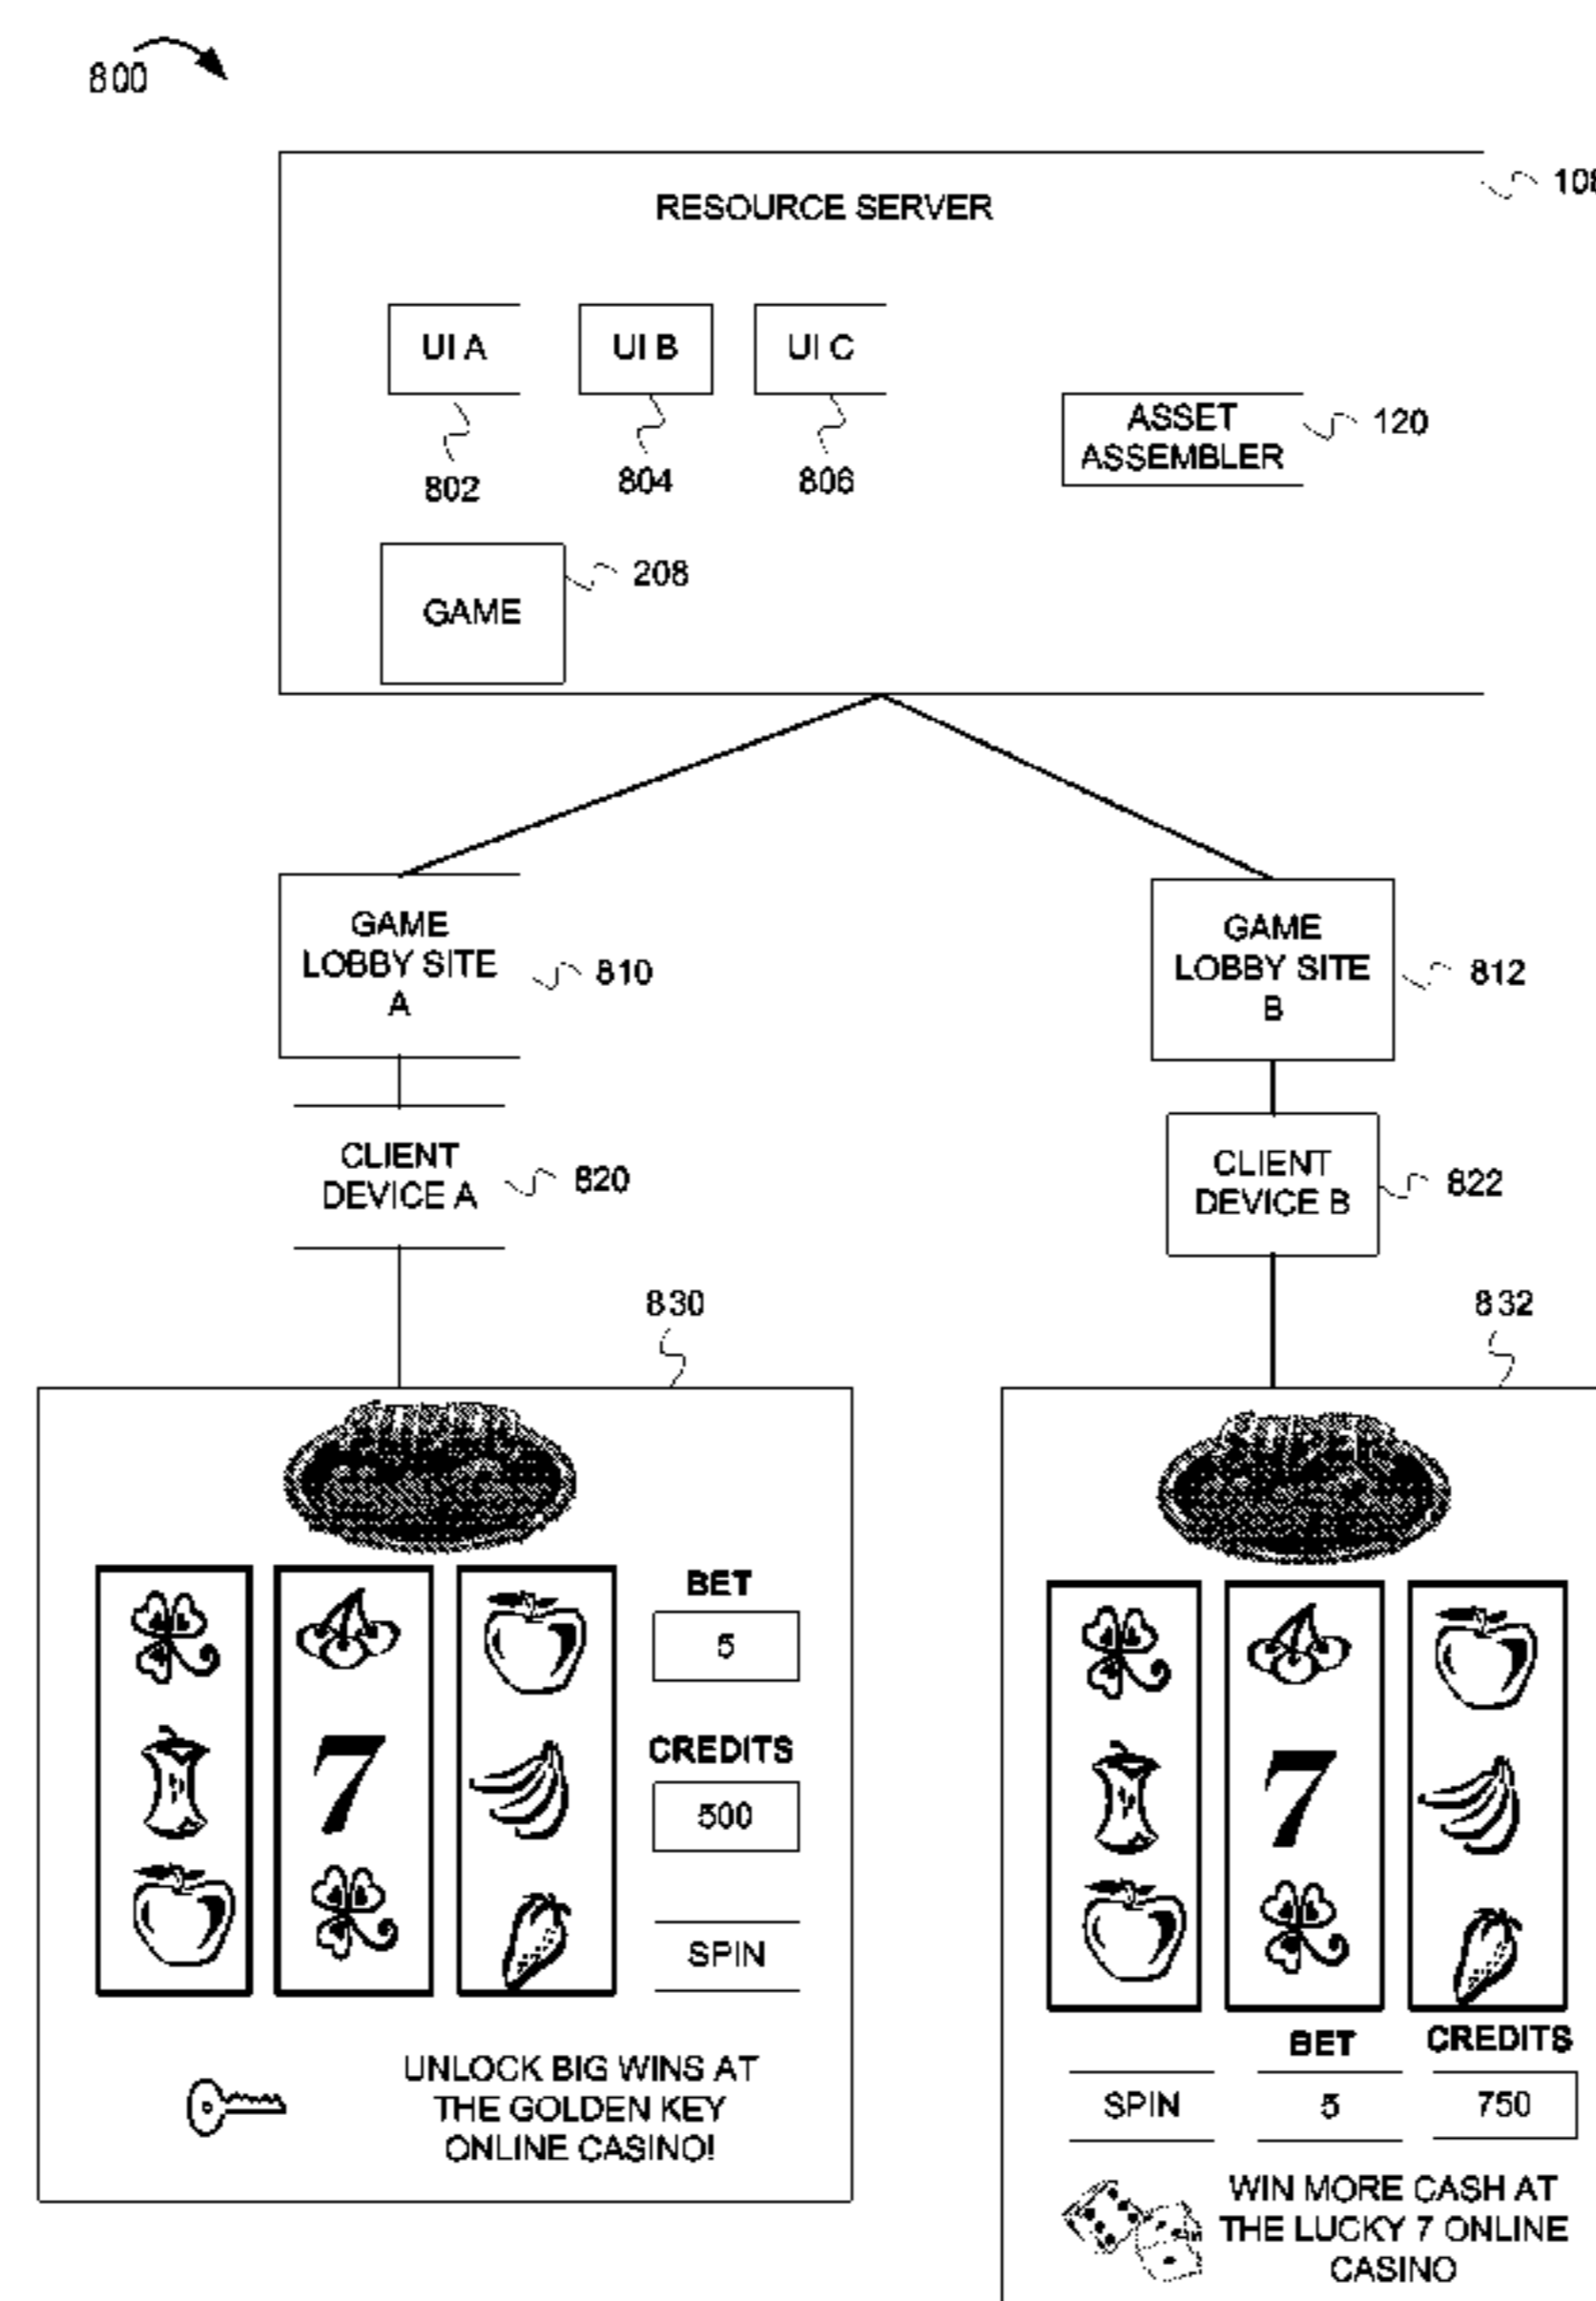 800
108
RESOURCE SERVER
UI A
UI B
UI C
802
804
806
ASSET
ASSEMBLER
120
GAME
208
GAME
LOBBY SITE
A
810
GAME
LOBBY SITE
B
812
CLIENT
DEVICE A
820
CLIENT
DEVICE B
822
830
BET
5
CREDITS
7
500
SPIN
UNLOCK BIG WINS AT
THE GOLDEN KEY
ONLINE CASINO!
832
7
BET
CREDITS
SPIN
5
750
WIN MORE CASH AT
THE LUCKY 7 ONLINE
CASINO